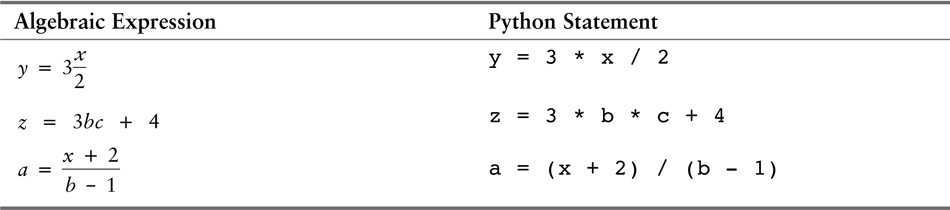 Algebraic Expression Python Statement
y = 3x/2 y = 3 * x / 2
z = 3bc + 4 z = 3 * b * c + 4
a = x + 2 / b – 1 a = (x + 2) / (b – 1)